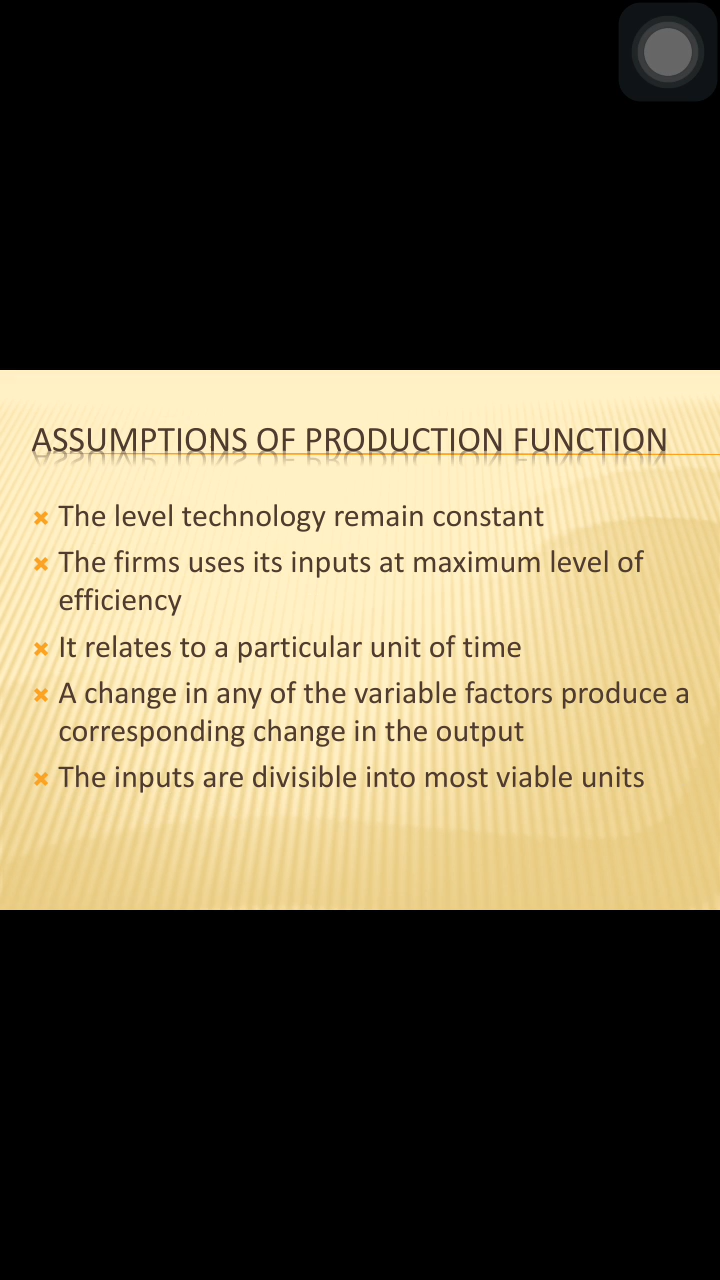 ASSUMPTIONS OF PRODUCTION FUNCTION
The level technology remain constant
The firms uses its inputs at maximum level of
efficiency
It relates to a particular unit of time
A change in any of the variable factors produce a
corresponding change in the output
The inputs are divisible into most viable units